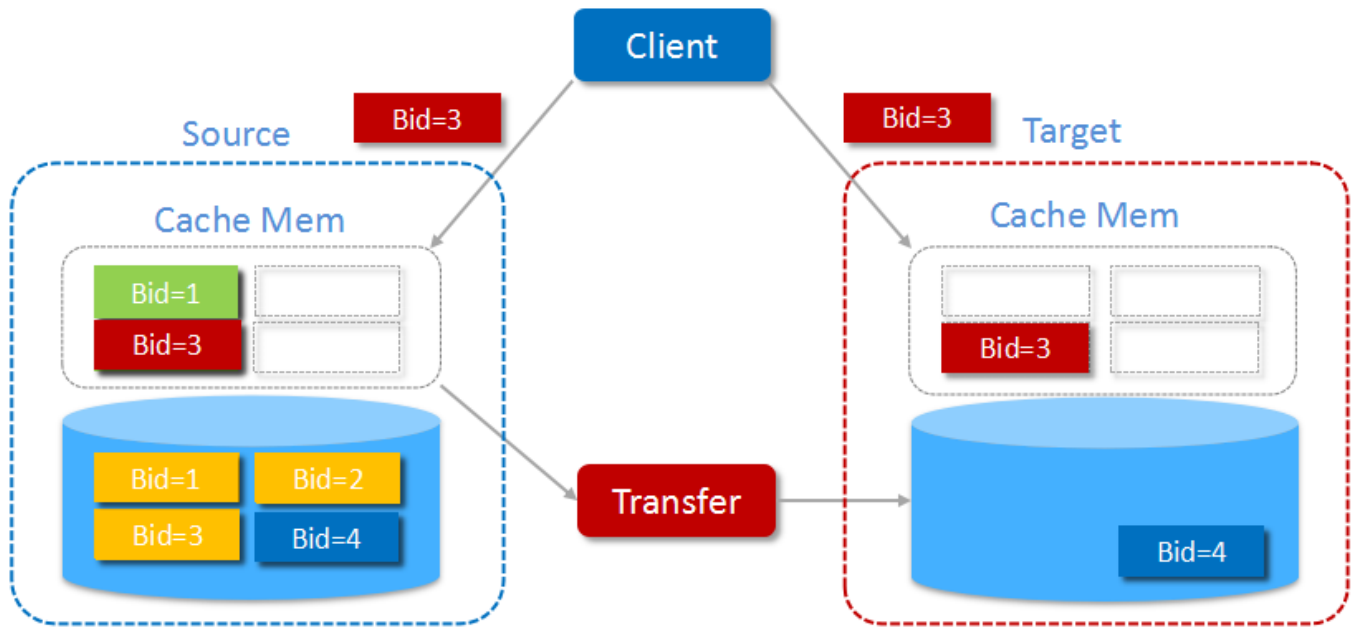 Client
Bid=3
Bid=3
Source
Target
Cache Mem
Cache Mem
Bid=1
Bid=3
Bid=3
Bid=1
Bid=2
Bid=3
Bid=4
Transfer
Bid=4